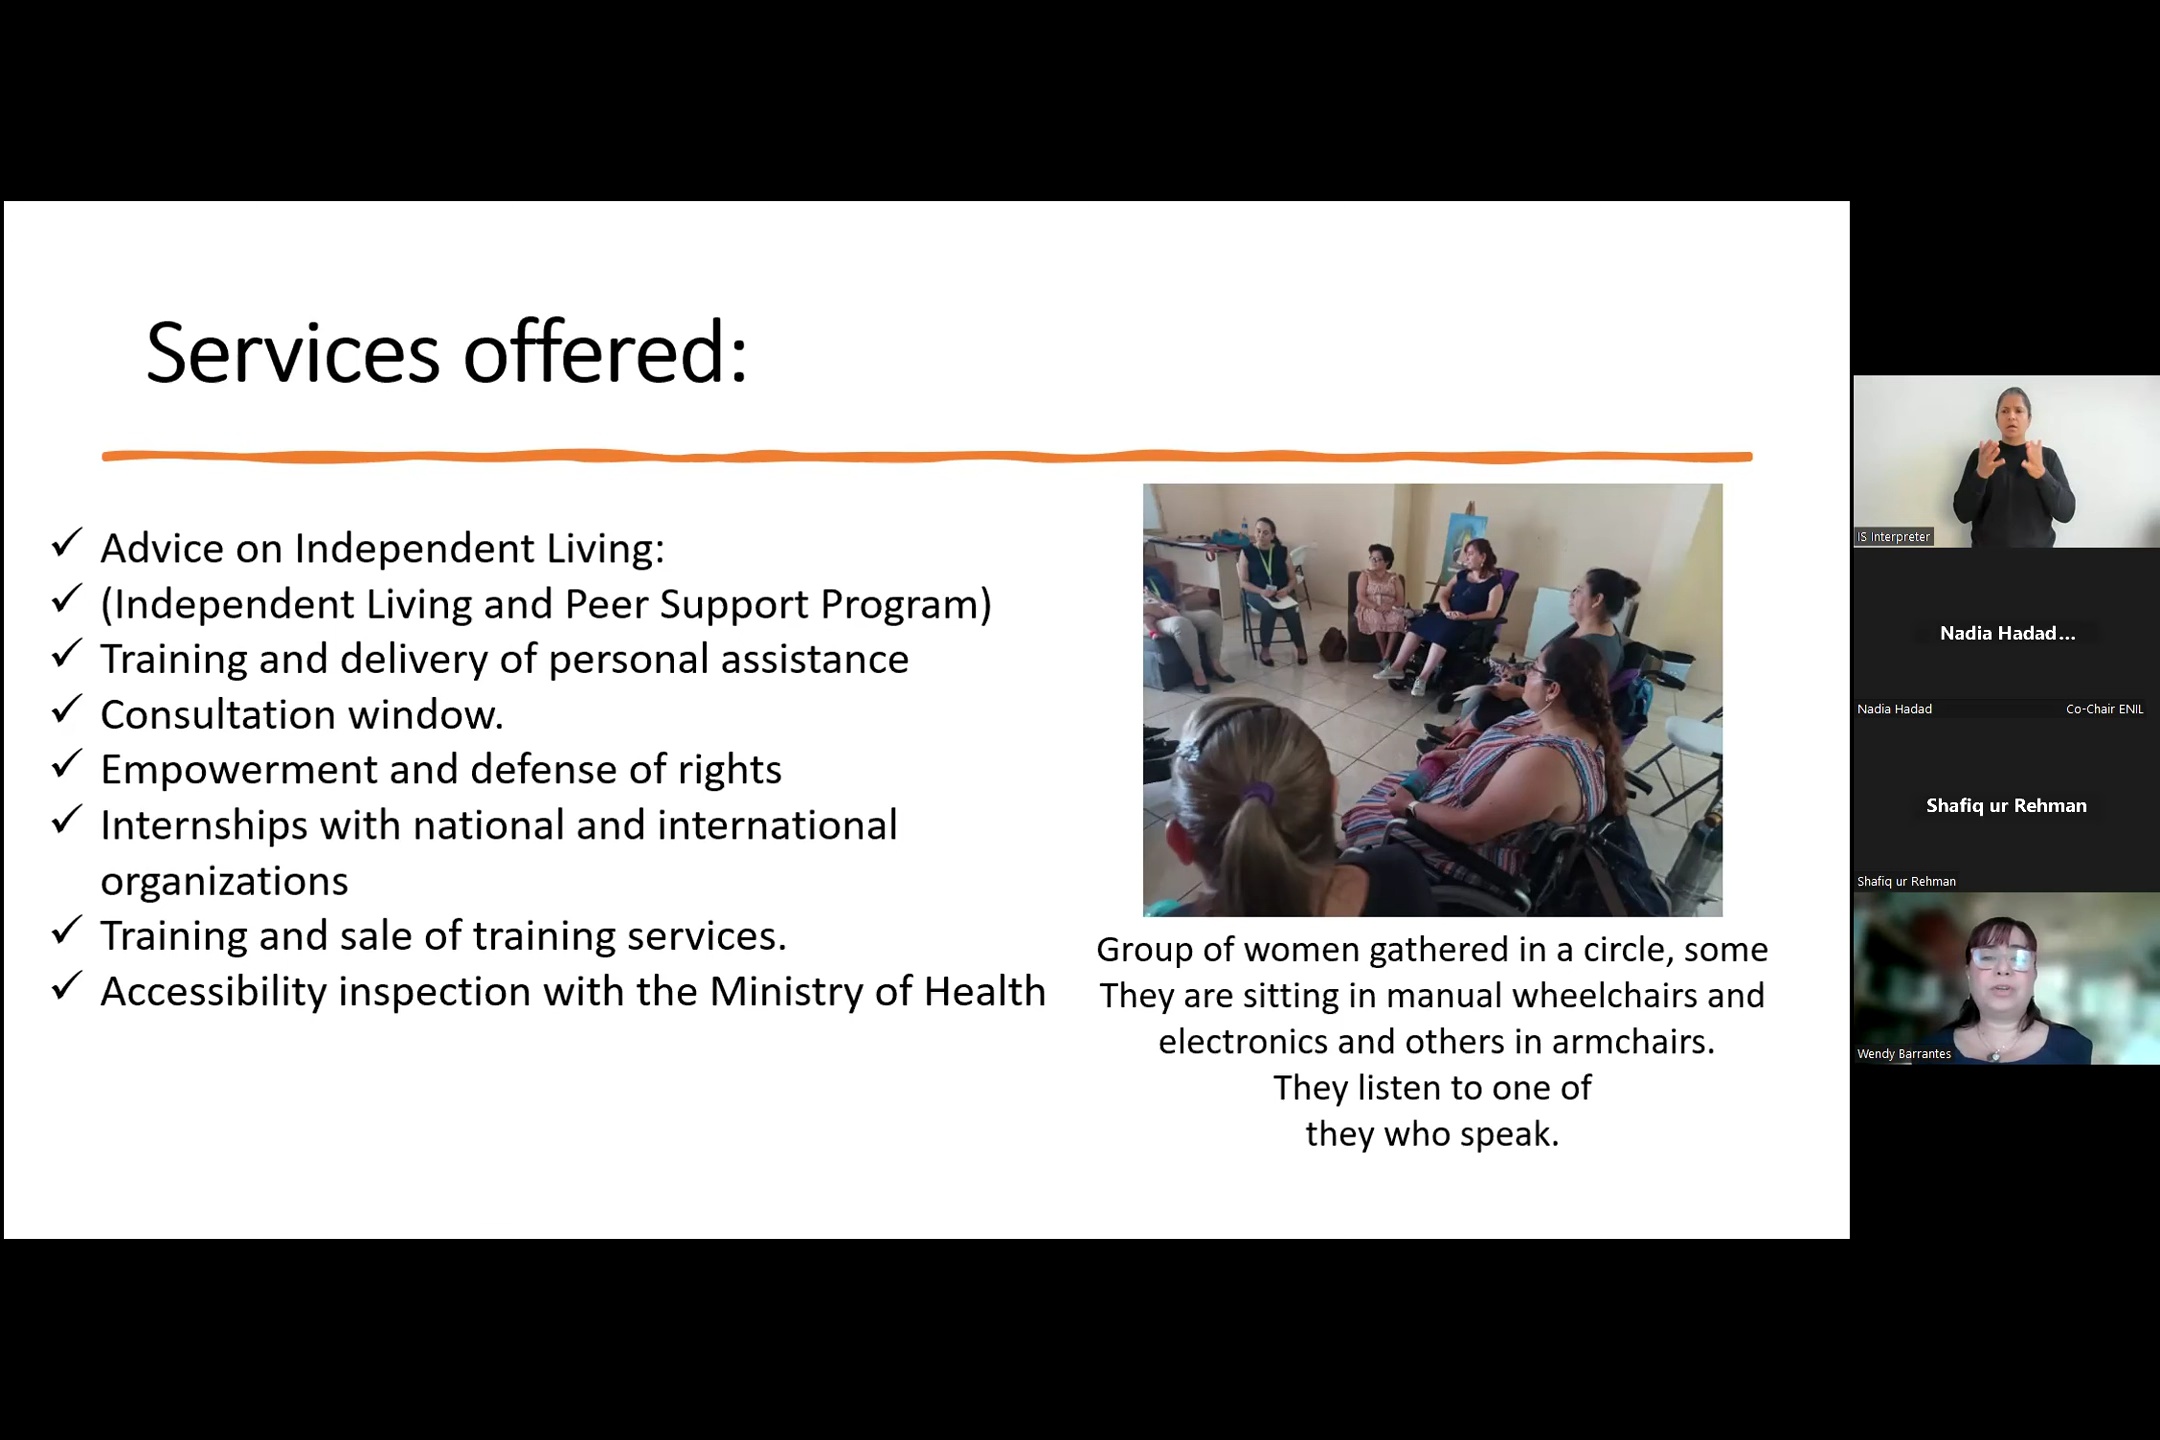 Services offered:
✓ Advice on Independent Living:
✓ (Independent Living and Peer Support Program)
✓ Training and delivery of personal assistance
✓ Consultation window.
✓ Empowerment and defense of rights
✓ Internships with national and international
organizations
✓ Training and sale of training services.
✓ Accessibility inspection with the Ministry of Health
Group of women gathered in a circle, some
They are sitting in manual wheelchairs and
electronics and others in armchairs.
They listen to one of
they who speak.
IS Interpreter
Nadia Hadad...
Nadia Hadad Co-Chair ENIL
Shafiq ur Rehman
Shafiq ur Rehman
Wendy Barrantes